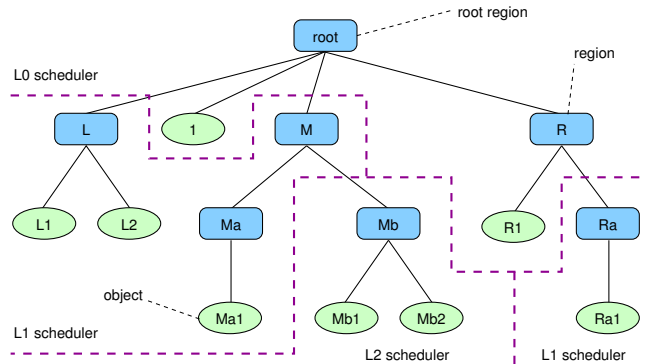 root region
root
L0 scheduler
region
L
1
M
R
L1
L2
Ma
Mb
R1
Ra
object
Ma1
Mb1
Mb2
Ra1
L1 scheduler
L2 scheduler
L1 scheduler